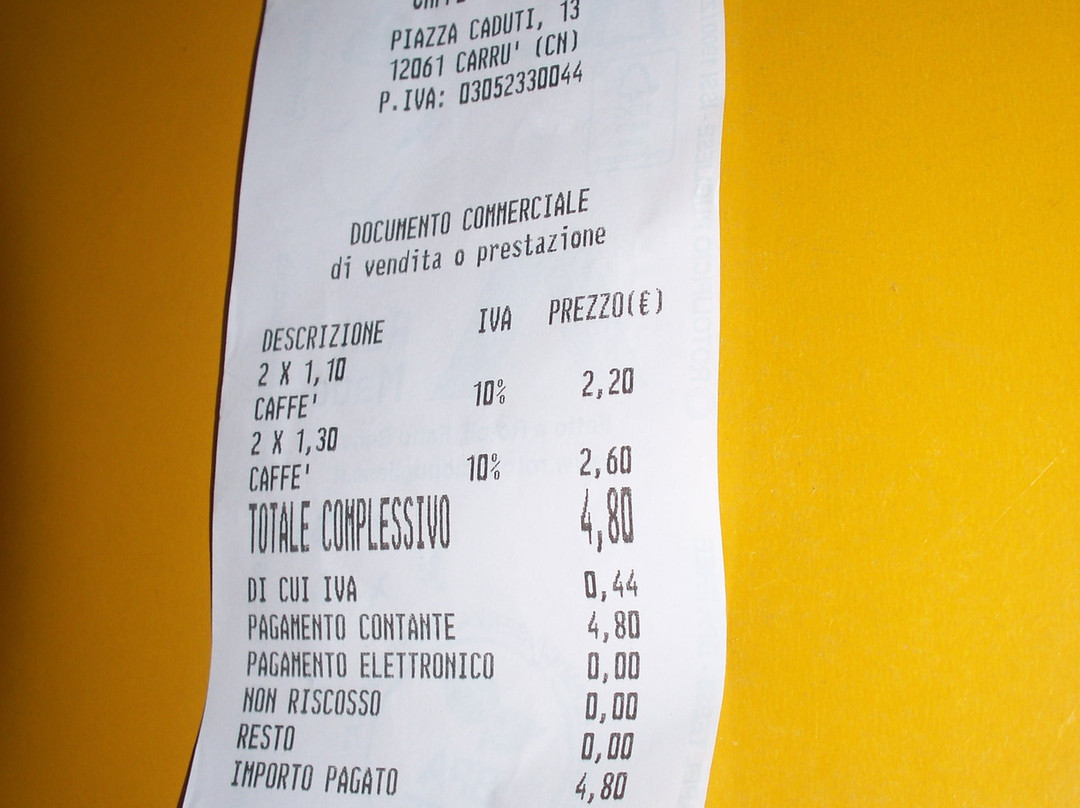 PIAZZA CADUTI, 13
12061 CARRU' (CN)
P.IVA: 03052330044
DOCUMENTO COMMERCIALE
di vendita o prestazione
DESCRIZIONE IVA PREZZO(€)
2 X 1,10
CAFFE' 10% 2,20
2 X 1,30
CAFFE' 10% 2,60
TOTALE COMPLESSIVO 4,80
DI CUI IVA 0,44
PAGAMENTO CONTANTE 4,80
PAGAMENTO ELETTRONICO 0,00
NON RISCOSSO 0,00
RESTO 0,00
IMPORTO PAGATO 4,80